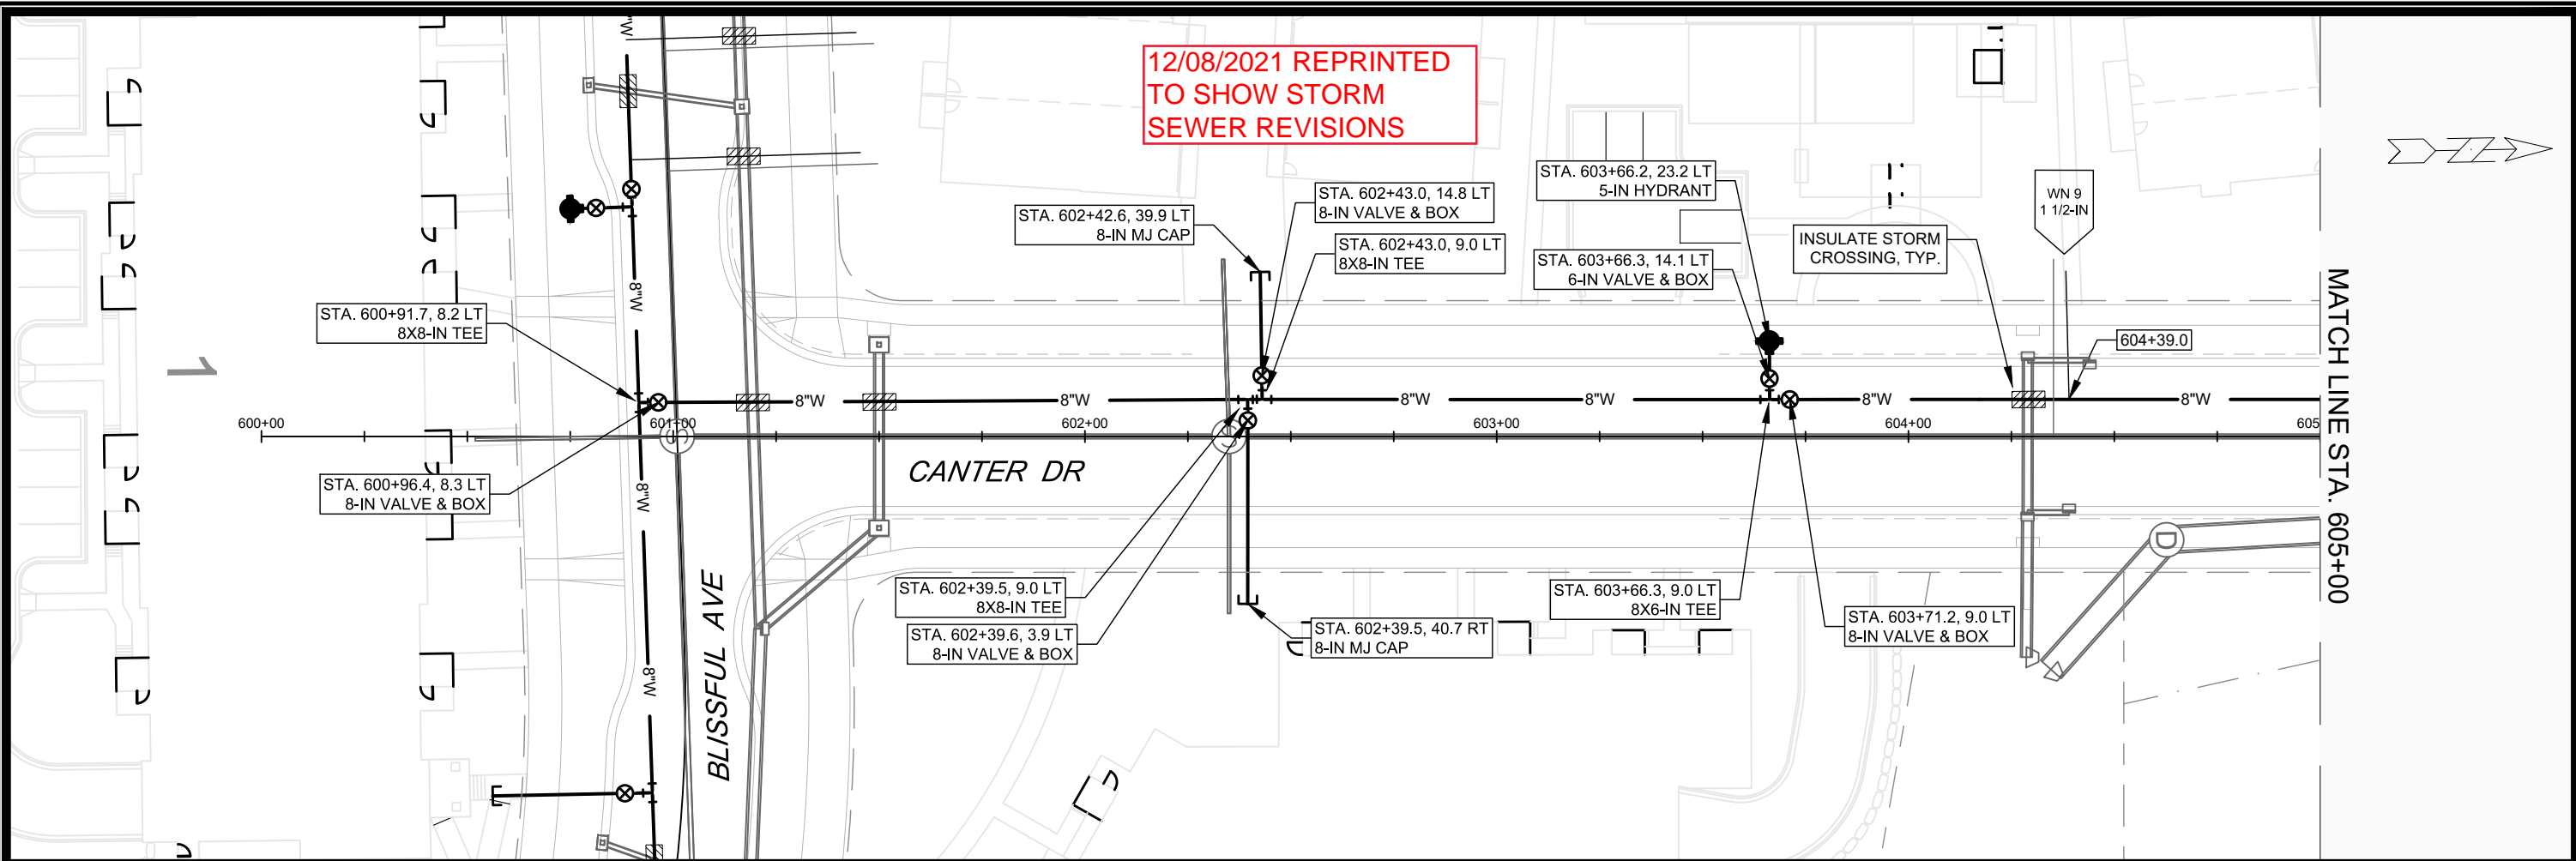 12/08/2021 REPRINTED
TO SHOW STORM
SEWER REVISIONS
STA. 603+66.2, 23.2 LT
5-IN HYDRANT
STA. 602+43.0, 14.8 LT
8-IN VALVE & BOX
STA. 602+42.6, 39.9 LT
8-IN MJ CAP
STA. 602+43.0, 9.0 LT
8X8-IN TEE
STA. 603+66.3, 14.1 LT
6-IN VALVE & BOX
INSULATE STORM
CROSSING, TYP.
WN 9
1 1/2-IN
STA. 600+91.7, 8.2 LT
8X8-IN TEE
604+39.0
MATCH LINE STA. 605+00
1
8"W
8"W
8"W
8"W
8"W
8"W
8"W
8"W
8"W
8"W
8"W
600+00
601+00
602+00
603+00
604+00
605
S
S
D
CANTER DR
BLISSFUL AVE
STA. 600+96.4, 8.3 LT
8-IN VALVE & BOX
STA. 602+39.5, 9.0 LT
8X8-IN TEE
STA. 602+39.6, 3.9 LT
8-IN VALVE & BOX
STA. 602+39.5, 40.7 RT
8-IN MJ CAP
STA. 603+66.3, 9.0 LT
8X6-IN TEE
STA. 603+71.2, 9.0 LT
8-IN VALVE & BOX